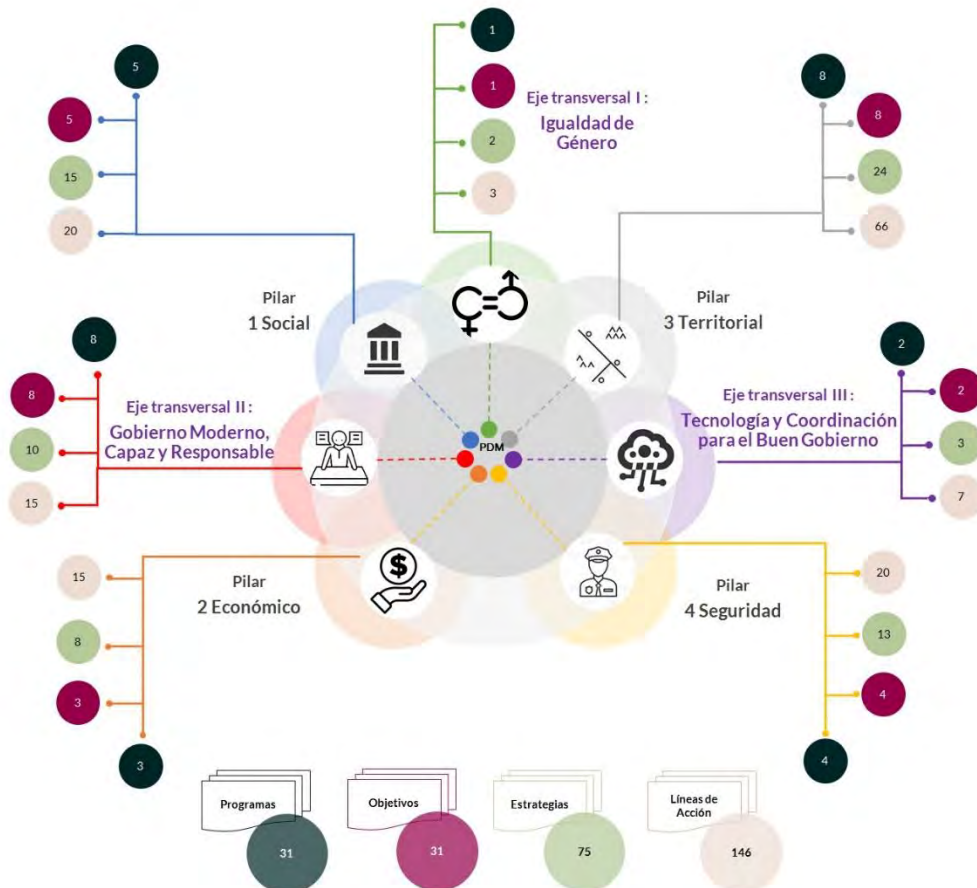 1
1
2
3
Eje transversal I :
Igualdad de
Género
5
5
15
20
8
8
24
66
Pilar
1 Social
Pilar
3 Territorial
8
8
10
15
Eje transversal II :
Gobierno Moderno,
Capaz y Responsable
2
2
3
7
Eje transversal III :
Tecnología y Coordinación
para el Buen Gobierno
PDM
15
8
3
3
Pilar
2 Económico
$
Pilar
4 Seguridad
20
13
4
4
Programas
31
Objetivos
31
Estrategias
75
Líneas de
Acción
146